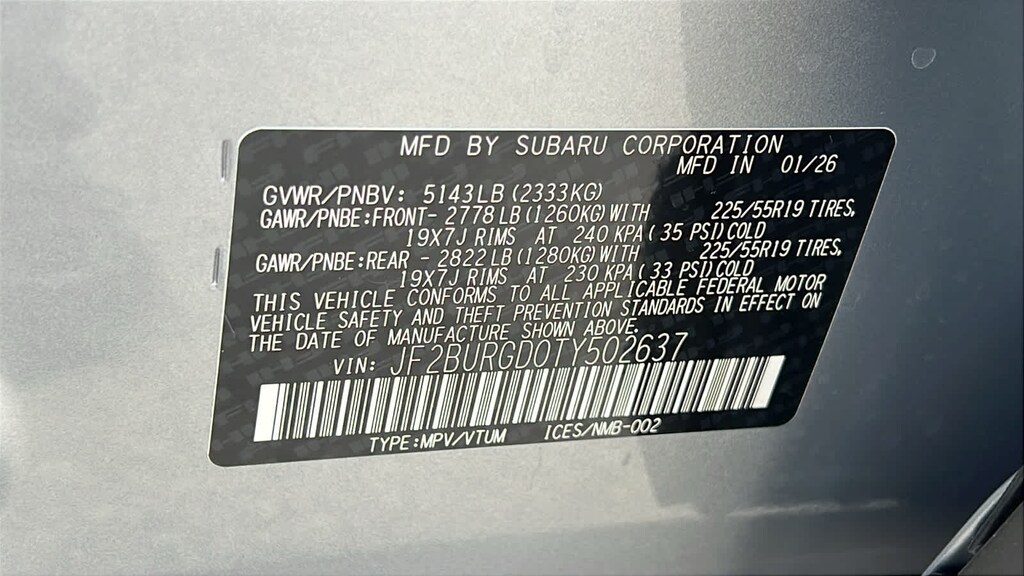 MFD BY SUBARU CORPORATION
MFD IN 01/26
GVWR/PNBV: 5143LB (2333KG)
GAWR/PNBE:FRONT- 2778 LB (1260KG) WITH 225/55R19 TIRES,
19X7J RIMS AT 240 KPA ( 35 PSI) COLD
GAWR/PNBE:REAR - 2822 LB (1280KG) WITH 225/55R19 TIRES,
19X7J RIMS AT 230 KPA ( 33 PSI) COLD
THIS VEHICLE CONFORMS TO ALL APPLICABLE FEDERAL MOTOR
VEHICLE SAFETY AND THEFT PREVENTION STANDARDS IN EFFECT ON
THE DATE OF MANUFACTURE SHOWN ABOVE.
VIN: JF2BURGD0TY502637
TYPE:MPV/VTUM ICES/NMB-002